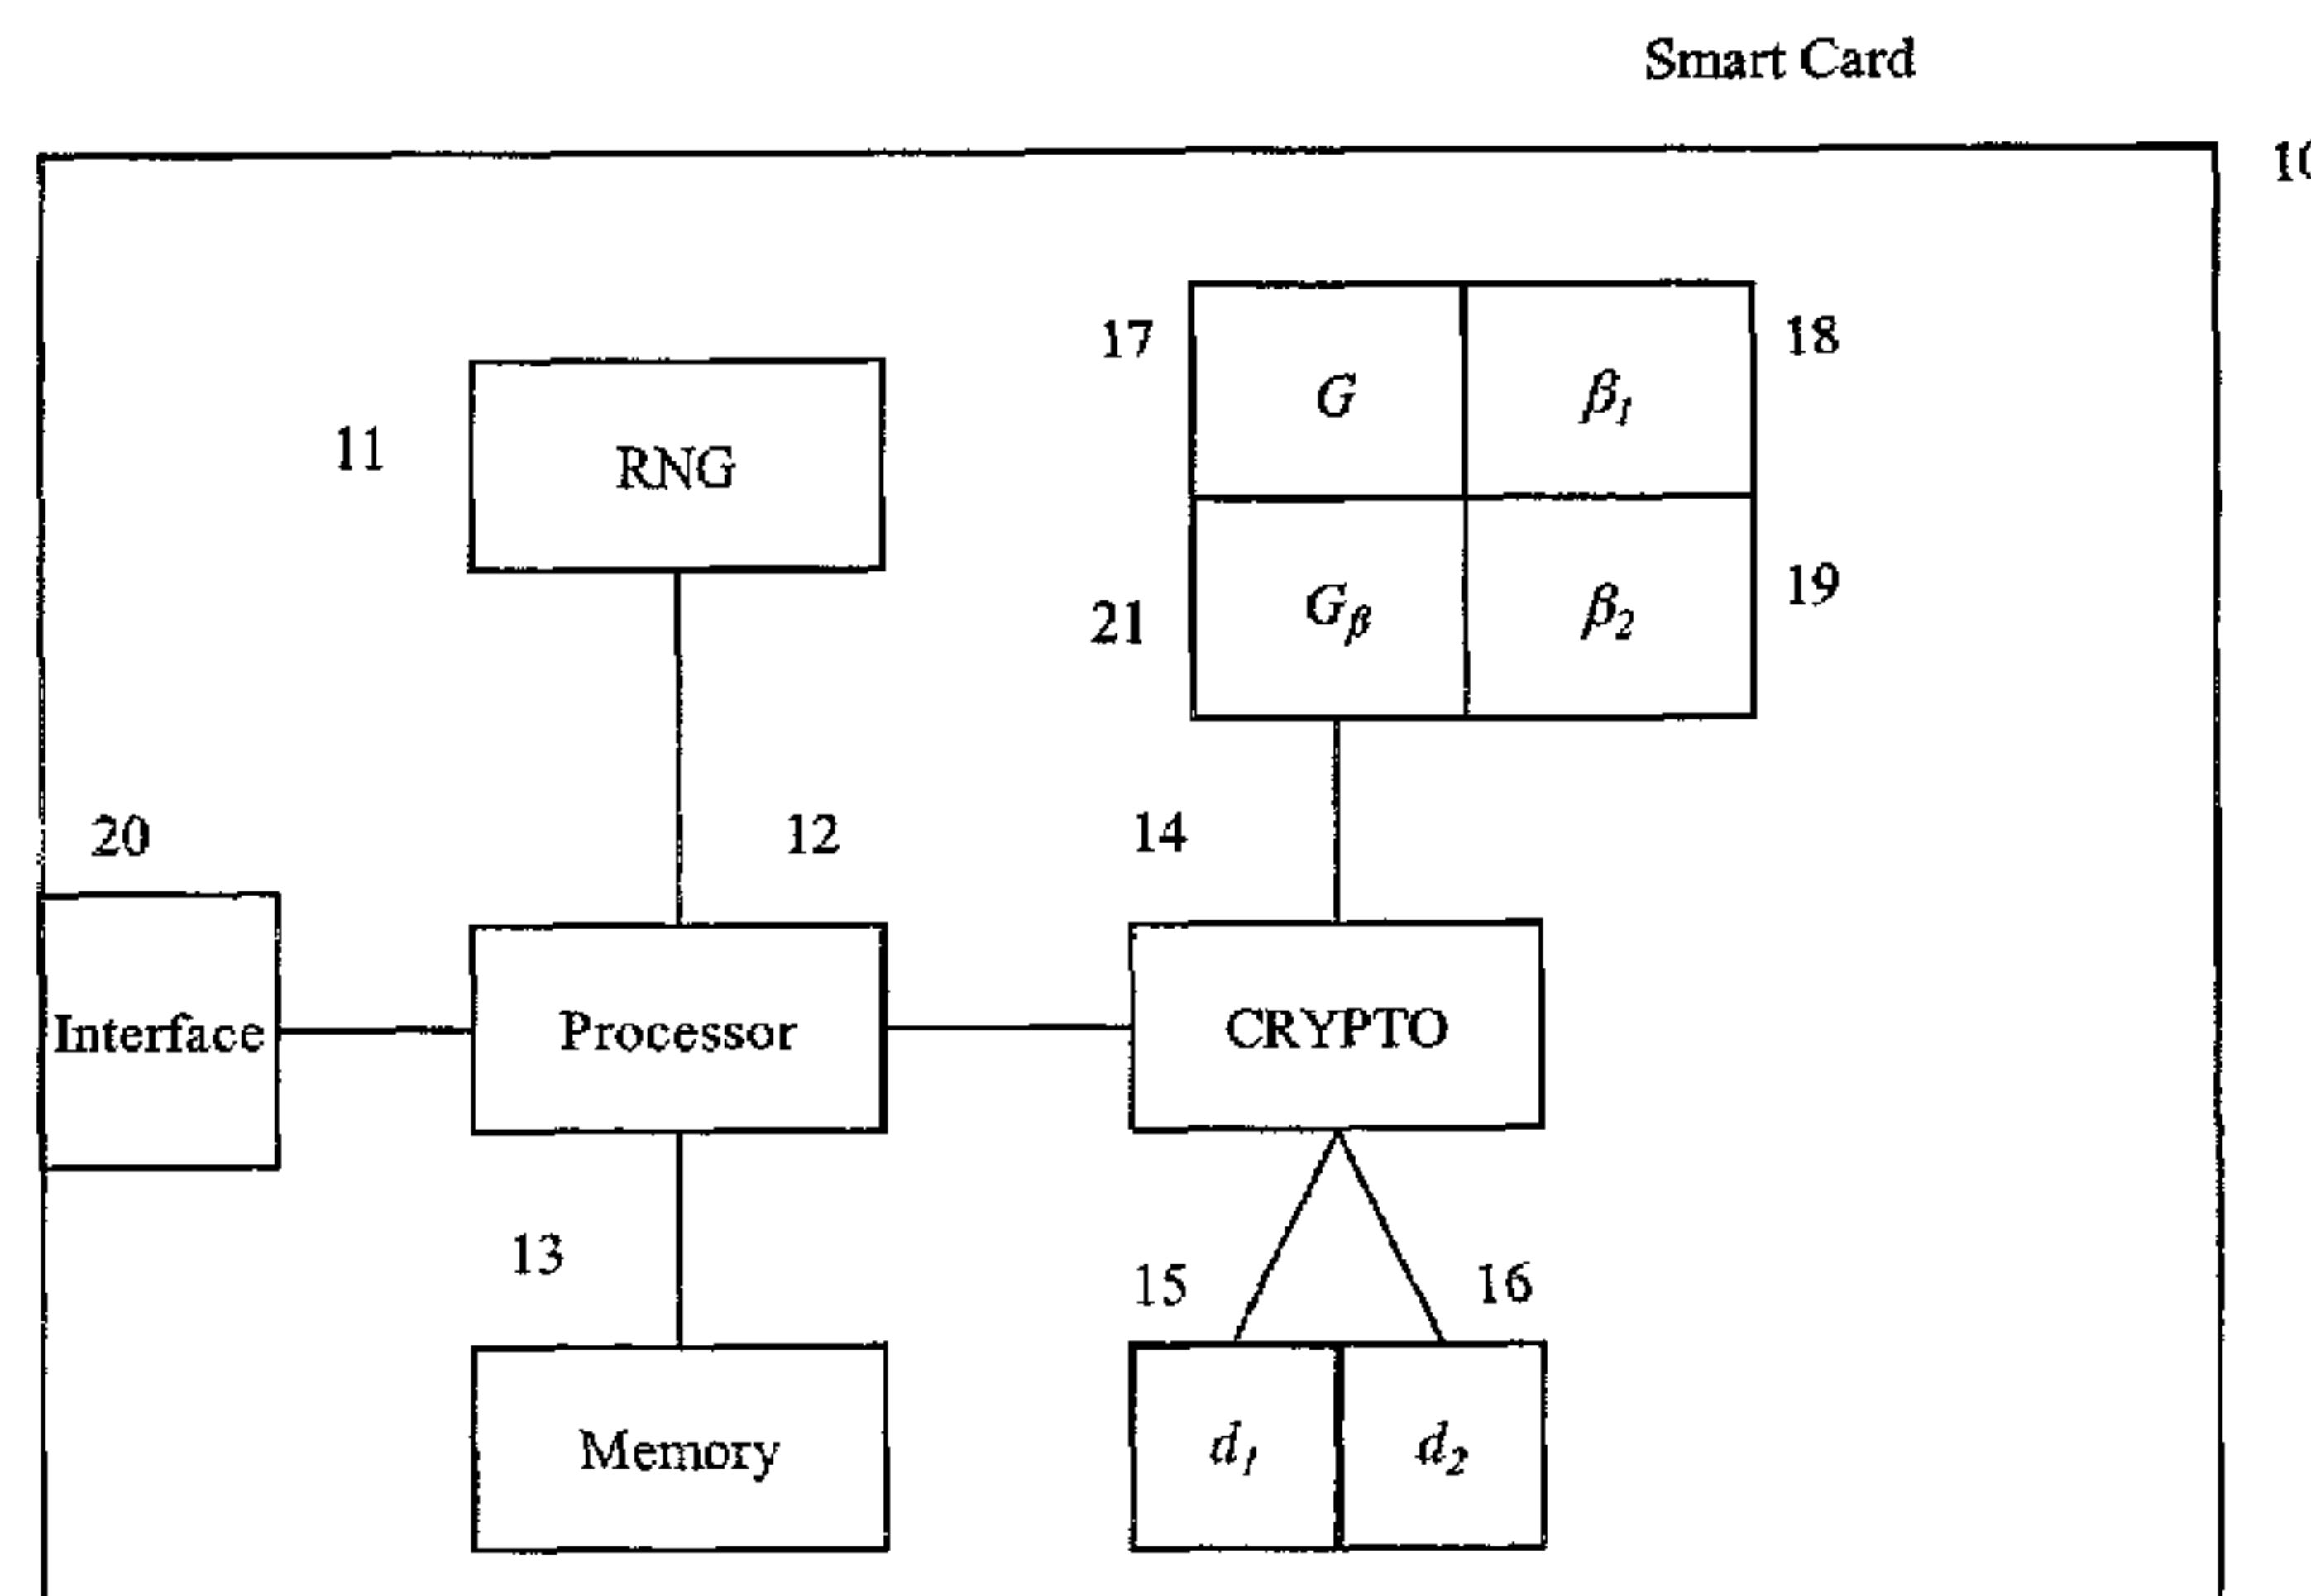 Smart Card
10
17
18
G
β1
11
RNG
21
Gβ
β2
19
20
12
14
Interface
Processor
CRYPTO
13
15
16
Memory
d1
d2